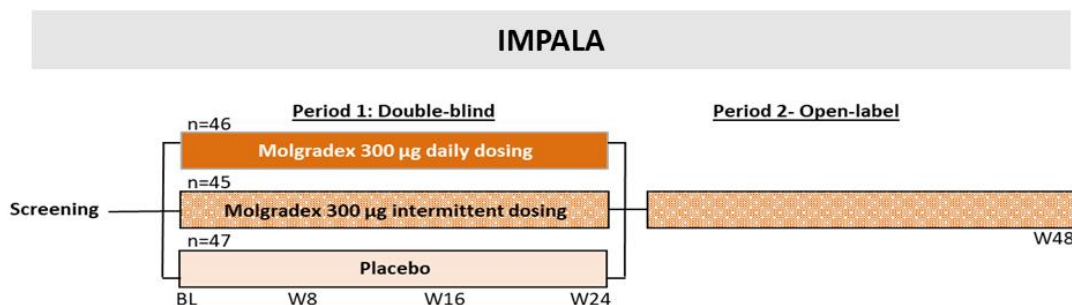 IMPALA
Period 1: Double-blind
Period 2- Open-label
n=46
Molgradex 300 µg daily dosing
n=45
Screening
Molgradex 300 µg intermittent dosing
n=47
W48
Placebo
BL
W8
W16
W24